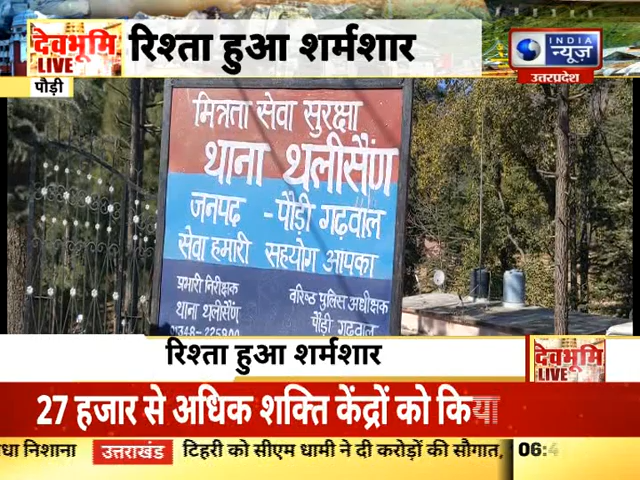 देवभूमि
LIVE
पौड़ी
रिश्ता हुआ शर्मशार
INDIA
न्यूज़
उत्तरप्रदेश
मित्रता सेवा सुरक्षा
थाना थलीसैंण
जनपद - पौड़ी गढ़वाल
सेवा हमारी सहयोग आपका
प्रभारी निरीक्षक
थाना थलीसैंण
वरिष्ठ पुलिस अधीक्षक
पौड़ी गढ़वाल
रिश्ता हुआ शर्मशार
देवभूमि
LIVE
27 हजार से अधिक शक्ति केंद्रों को किया
निशाना उत्तराखंड टिहरी को सीएम धामी ने दी करोड़ों की सौगात,